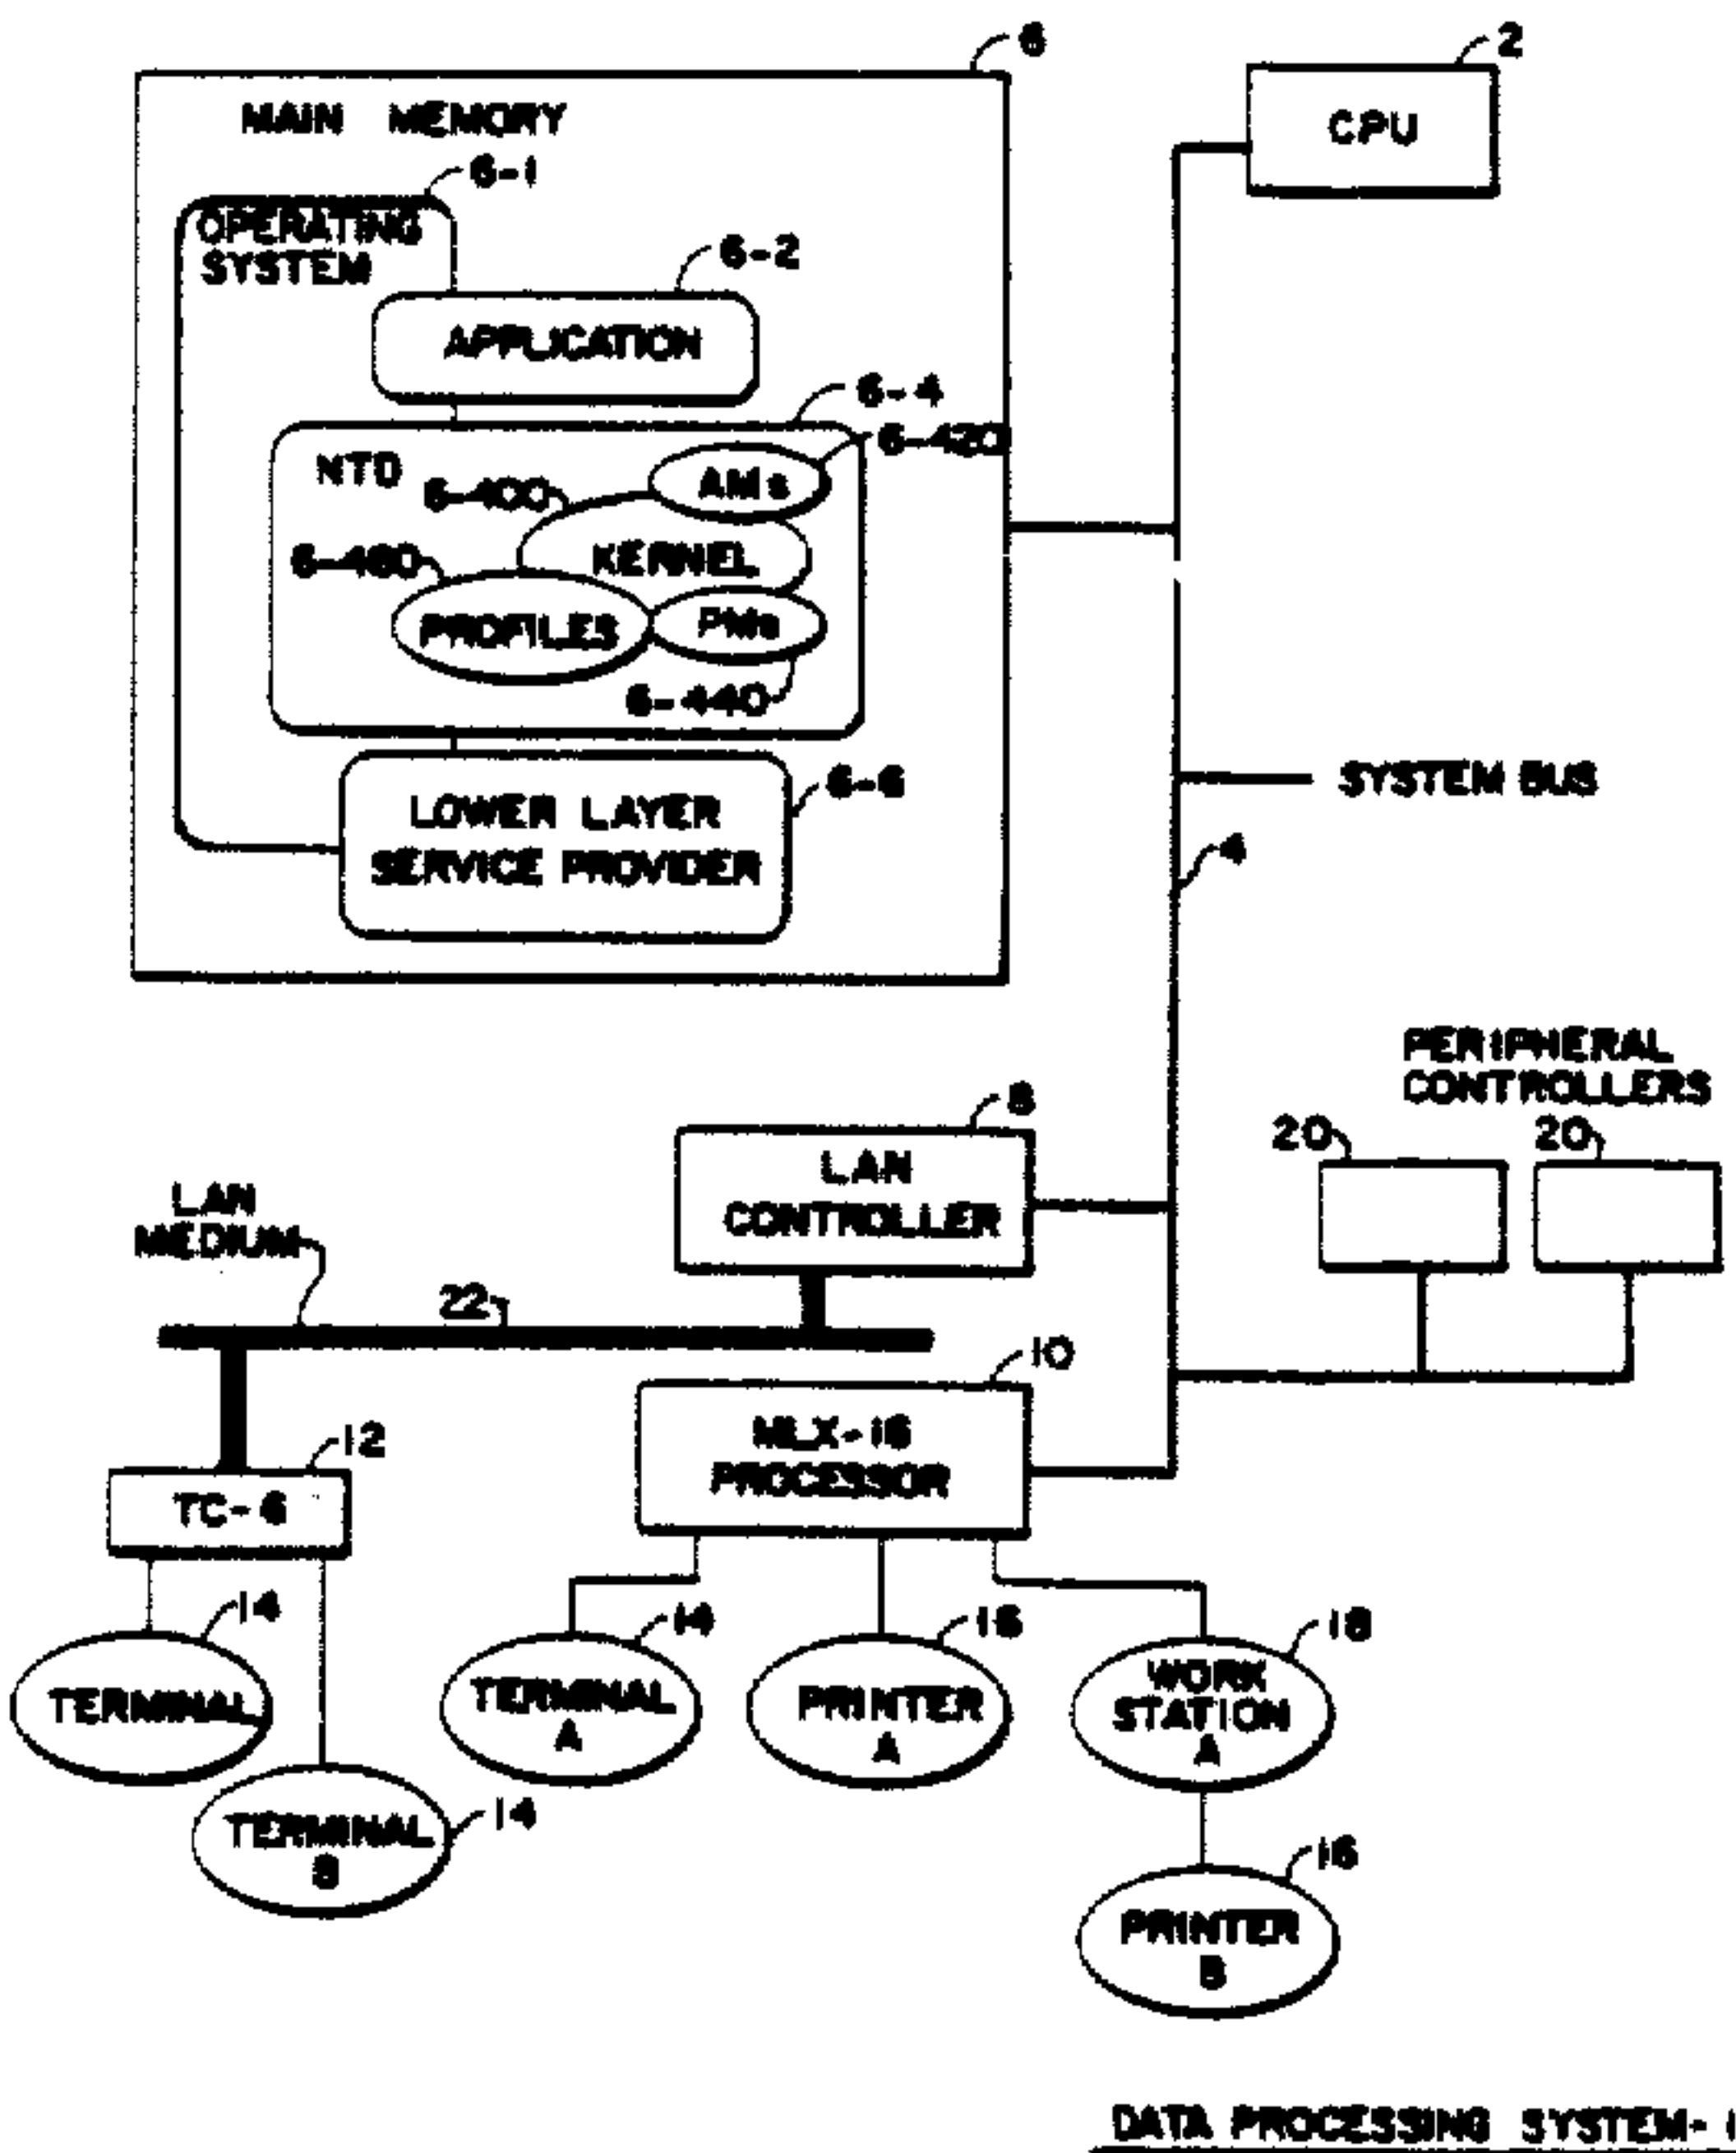 6
2
MAIN MEMORY
CPU
6-1
OPERATING
SYSTEM
6-2
APPLICATION
6-4
6-420
NTD
AMs
6-400
KERNEL
6-460
PROFILES
PMs
6-440
6-6
LOWER LAYER
SERVICE PROVIDER
SYSTEM BUS
4
PERIPHERAL
CONTROLLERS
8
20
20
LAN
CONTROLLER
LAN
MEDIUM
22
10
MLX-16
PROCESSOR
12
TC-6
14
14
16
18
TERMINAL
TERMINAL
A
PRINTER
A
WORK
STATION
A
14
TERMINAL
B
16
PRINTER
B
DATA PROCESSING SYSTEM-